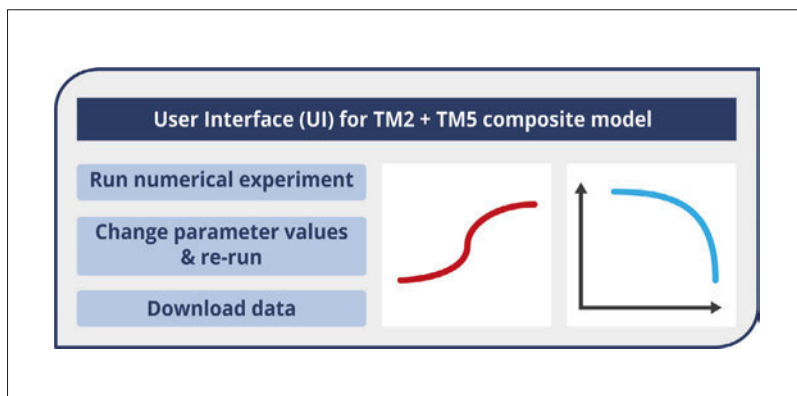 User Interface (UI) for TM2 + TM5 composite model
Run numerical experiment
Change parameter values
& re-run
Download data